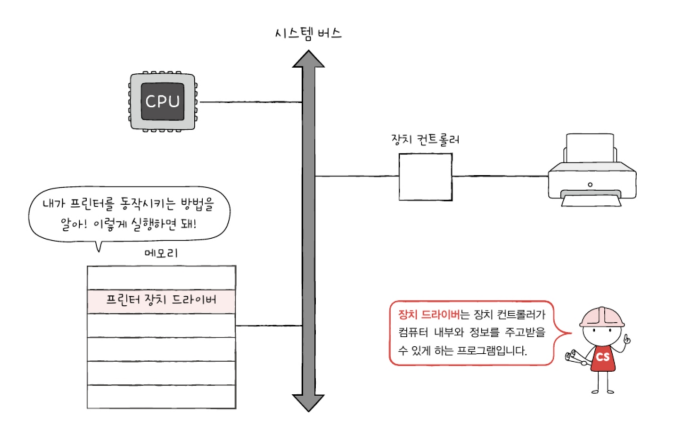 시스템 버스
CPU
장치 컨트롤러
내가 프린터를 동작시키는 방법을
알아! 이렇게 실행하면 돼!
메모리
프린터 장치 드라이버
장치 드라이버는 장치 컨트롤러가
컴퓨터 내부와 정보를 주고받을
수 있게 하는 프로그램입니다.
CS